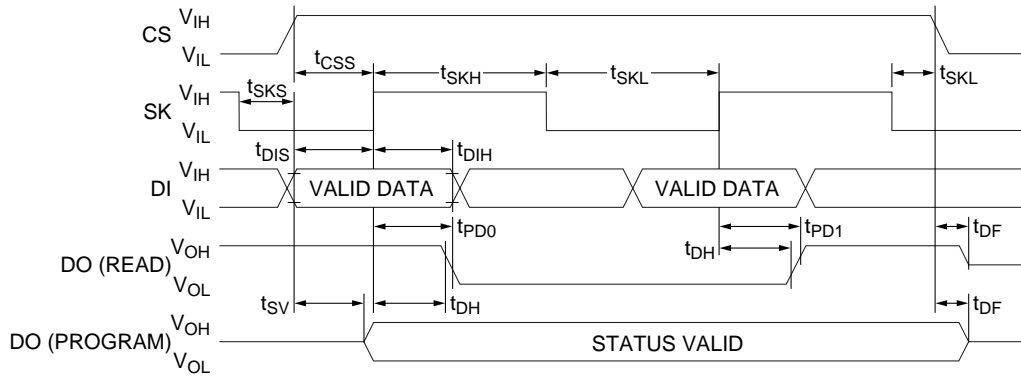 CS VIH
VIL
tCSS tSKH tSKL tSKL
tSKS
SK VIH
VIL
tDIS tDIH
DI VIH VALID DATA VALID DATA
VIL
tPD0 tPD1 tDF
DO (READ) VOH tDH
VOL
tSV tDH tDF
DO (PROGRAM) VOH STATUS VALID
VOL